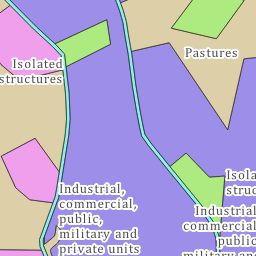 Pastures
Isolated
structures
Industrial,
commercial,
public,
military and
private units
Isola
struc
Industrial
commercial
public
military and